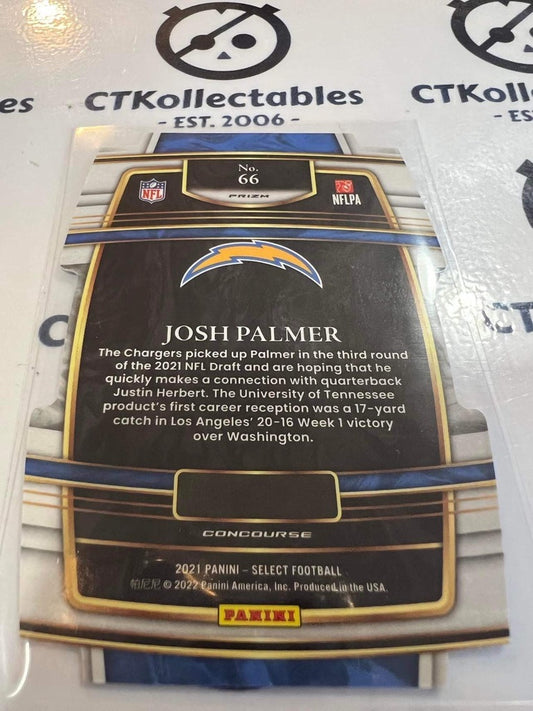 CTKollectables
CTKo
es
- EST. 2006 -
- E
No.
66
PRIZM
NFL
NFLPA
JOSH PALMER
The Chargers picked up Palmer in the third round
of the 2021 NFL Draft and are hoping that he
quickly makes a connection with quarterback
Justin Herbert. The University of Tennessee
product's first career reception was a 17-yard
catch in Los Angeles' 20-16 Week 1 victory
over Washington.
CONCOURSE
2021 PANINI – SELECT FOOTBALL
帕尼尼 © 2022 Panini America, Inc. Produced in the USA.
PANINI